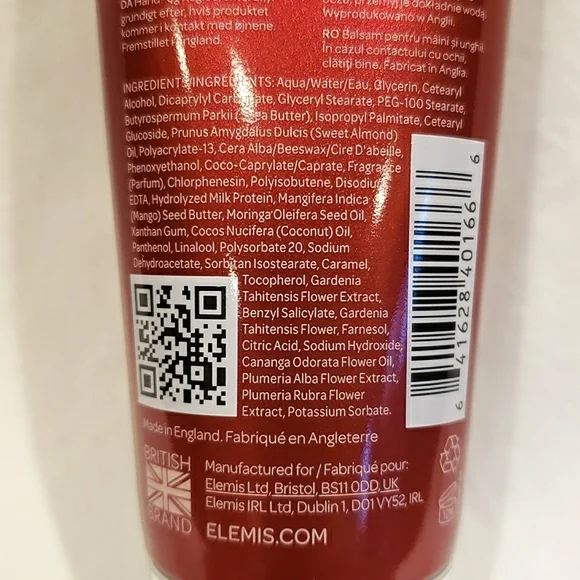 DA Hand- og
grundigt efter, hvis produktet
kommer i kontakt med øjnene.
Fremstillet i England.
przemyj je dokładnie wodą.
Wyprodukowano w Anglii.
RO Balsam pentru mâini și unghii.
În cazul contactului cu ochii,
clătiți bine. Fabricat în Anglia.
INGREDIENTS/INGRÉDIENTS: Aqua/Water/Eau, Glycerin, Cetearyl
Alcohol, Dicaprylyl Carbonate, Glyceryl Stearate, PEG-100 Stearate,
Butyrospermum Parkii (Shea Butter), Isopropyl Palmitate, Cetearyl
Glucoside, Prunus Amygdalus Dulcis (Sweet Almond)
Oil, Polyacrylate-13, Cera Alba/Beeswax/Cire D'abeille,
Phenoxyethanol, Coco-Caprylate/Caprate, Fragrance
(Parfum), Chlorphenesin, Polyisobutene, Disodium
EDTA, Hydrolyzed Milk Protein, Mangifera Indica
(Mango) Seed Butter, Moringa Oleifera Seed Oil,
Xanthan Gum, Cocos Nucifera (Coconut) Oil,
Panthenol, Linalool, Polysorbate 20, Sodium
Dehydroacetate, Sorbitan Isostearate, Caramel,
Tocopherol, Gardenia
Tahitensis Flower Extract,
Benzyl Salicylate, Gardenia
Tahitensis Flower, Farnesol,
Citric Acid, Sodium Hydroxide,
Cananga Odorata Flower Oil,
Plumeria Alba Flower Extract,
Plumeria Rubra Flower
Extract, Potassium Sorbate.
6 41628 40166 6
Made in England. Fabriqué en Angleterre
BRITISH
BRAND
Manufactured for / Fabriqué pour:
Elemis Ltd, Bristol, BS11 0DD, UK
Elemis IRL Ltd, Dublin 1, D01 VY52, IRL
ELEMIS.COM